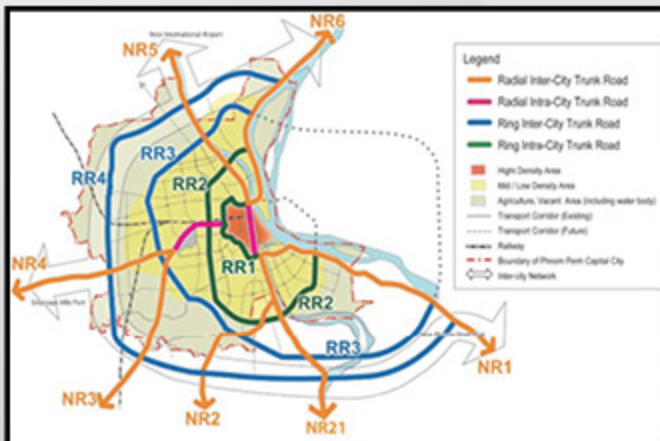 NR6
New International Airport
NR5
RR3
RR4
RR2
RR1
NR4
RR2
RR3
NR1
NR3
NR2
NR21
Legend
Radial Inter-City Trunk Road
Radial Intra-City Trunk Road
Ring Inter-City Trunk Road
Ring Intra-City Trunk Road
Hight Density Area
Mid / Low Density Area
Agriculture, Vacant Area (including water body)
Transport Corridor (Existing)
Transport Corridor (Future)
Railway
Boundary of Phnom Penh Capital City
Inter-city Network